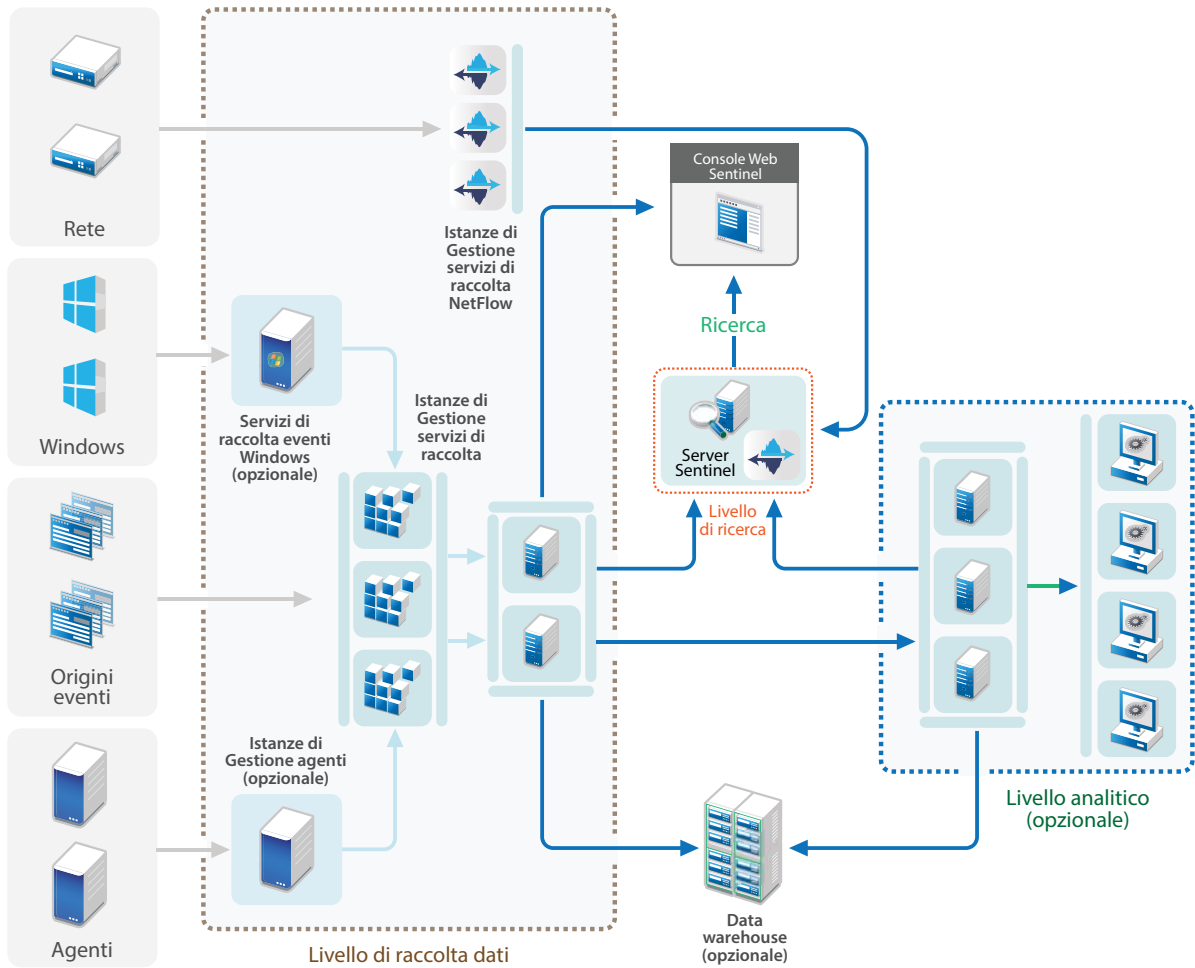 Rete
Istanze di
Gestione
servizi di
raccolta
NetFlow
Console Web
Sentinel
Ricerca
Windows
Servizi di
raccolta eventi
Windows
(opzionale)
Istanze di
Gestione
servizi di
raccolta
Server
Sentinel
Livello
di ricerca
Origini
eventi
Istanze di
Gestione agenti
(opzionale)
Livello analitico
(opzionale)
Agenti
Livello di raccolta dati
Data
warehouse
(opzionale)